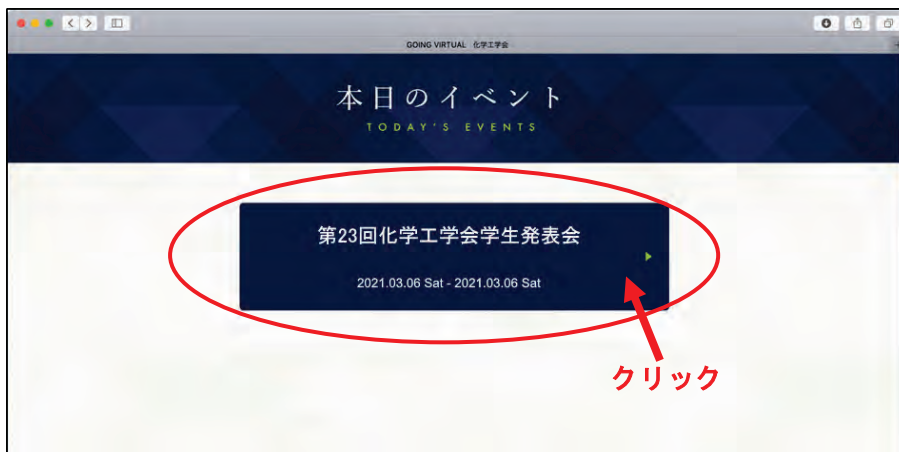 GOING VIRTUAL 化学工学会
本日のイベント
TODAY'S EVENTS
第23回化学工学会学生発表会
2021.03.06 Sat - 2021.03.06 Sat
クリック